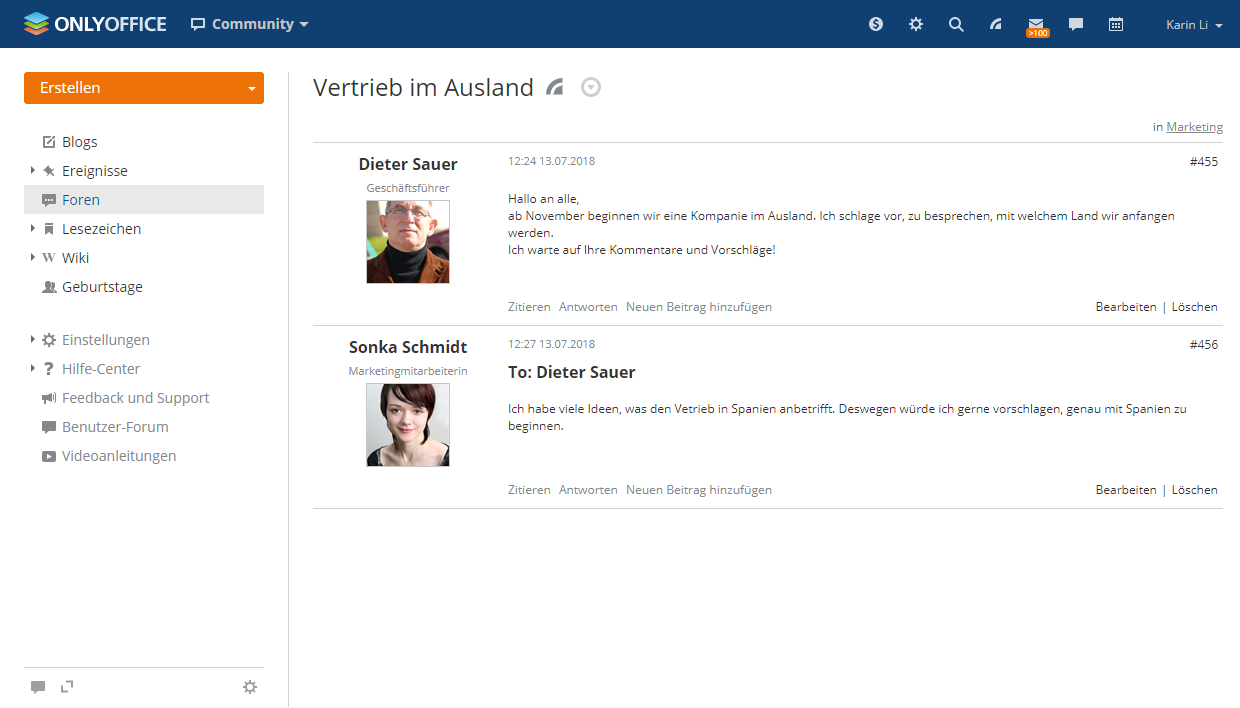 ONLYOFFICE Community >100 Karin Li
Erstellen
Blogs
Ereignisse
Foren
Lesezeichen
W Wiki
Geburtstage
Einstellungen
? Hilfe-Center
Feedback und Support
Benutzer-Forum
Videoanleitungen
Vertrieb im Ausland
in Marketing
Dieter Sauer
Geschäftsführer
12:24 13.07.2018 #455
Hallo an alle,
ab November beginnen wir eine Kompanie im Ausland. Ich schlage vor, zu besprechen, mit welchem Land wir anfangen
werden.
Ich warte auf Ihre Kommentare und Vorschläge!
Zitieren Antworten Neuen Beitrag hinzufügen Bearbeiten | Löschen
Sonka Schmidt
Marketingmitarbeiterin
12:27 13.07.2018 #456
To: Dieter Sauer
Ich habe viele Ideen, was den Vetrieb in Spanien anbetrifft. Deswegen würde ich gerne vorschlagen, genau mit Spanien zu
beginnen.
Zitieren Antworten Neuen Beitrag hinzufügen Bearbeiten | Löschen